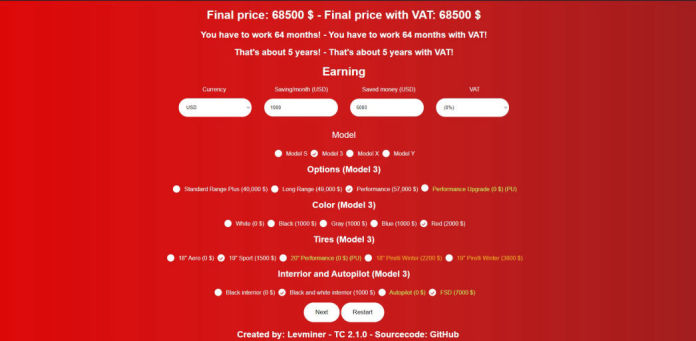 Final price: 68500 $ - Final price with VAT: 68500 $
You have to work 64 months! - You have to work 64 months with VAT!
That's about 5 years! - That's about 5 years with VAT!
Earning
Currency Saving/month (USD) Saved money (USD) VAT
USD 1000 5000 (0%)
Model
Model S Model 3 Model X Model Y
Options (Model 3)
Standard Range Plus (40,000 $) Long Range (49,000 $) Performance (57,000 $) Performance Upgrade (0 $) (PU)
Color (Model 3)
White (0 $) Black (1000 $) Gray (1000 $) Blue (1000 $) Red (2000 $)
Tires (Model 3)
18" Aero (0 $) 19" Sport (1500 $) 20" Performance (0 $) (PU) 18" Pirelli Winter (2200 $) 19" Pirelli Winter (3800 $)
Interrior and Autopilot (Model 3)
Black interior (0 $) Black and white interrior (1000 $) Autopilot (0 $) FSD (7000 $)
Next Restart
Created by: Levminer - TC 2.1.0 - Sourcecode: GitHub